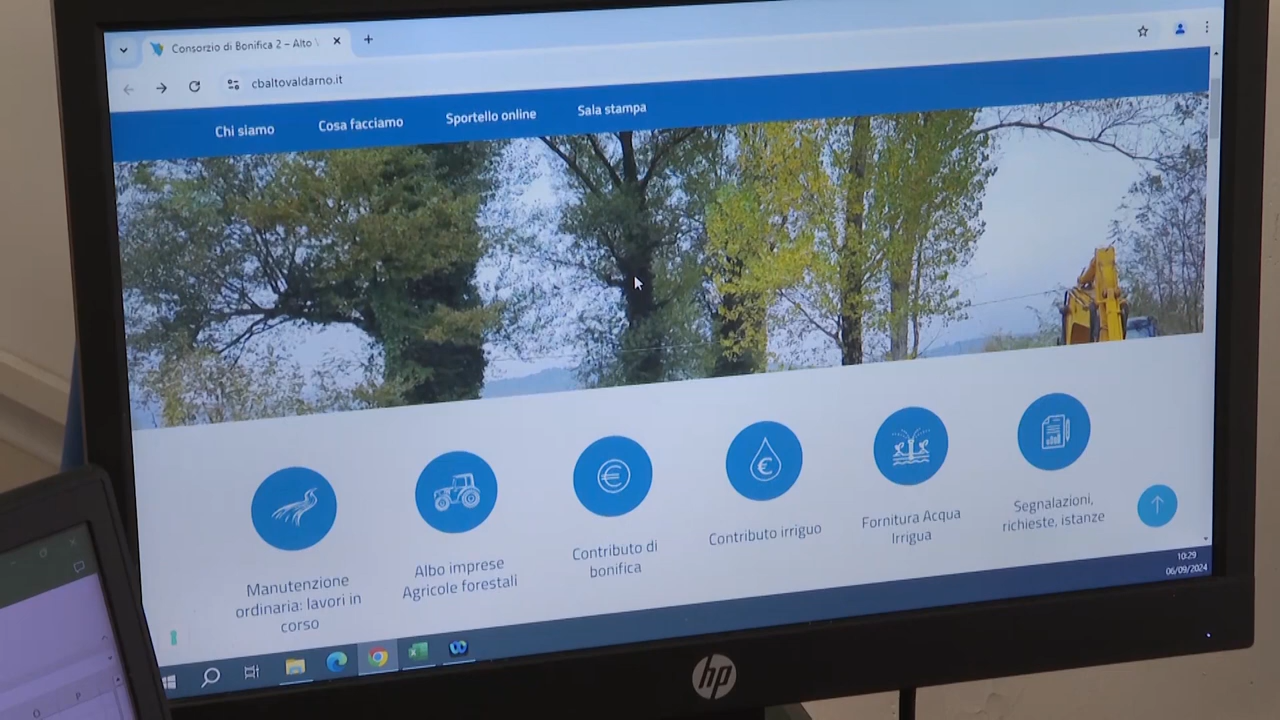 Consorzio di Bonifica 2 – Alto
cbaltovaldarno.it
Chi siamo
Cosa facciamo
Sportello online
Sala stampa
Manutenzione
ordinaria: lavori in
corso
Albo imprese
Agricole forestali
Contributo di
bonifica
Contributo irriguo
Fornitura Acqua
Irrigua
Segnalazioni,
richieste, istanze
10:29
06/09/2024
hp
O
P